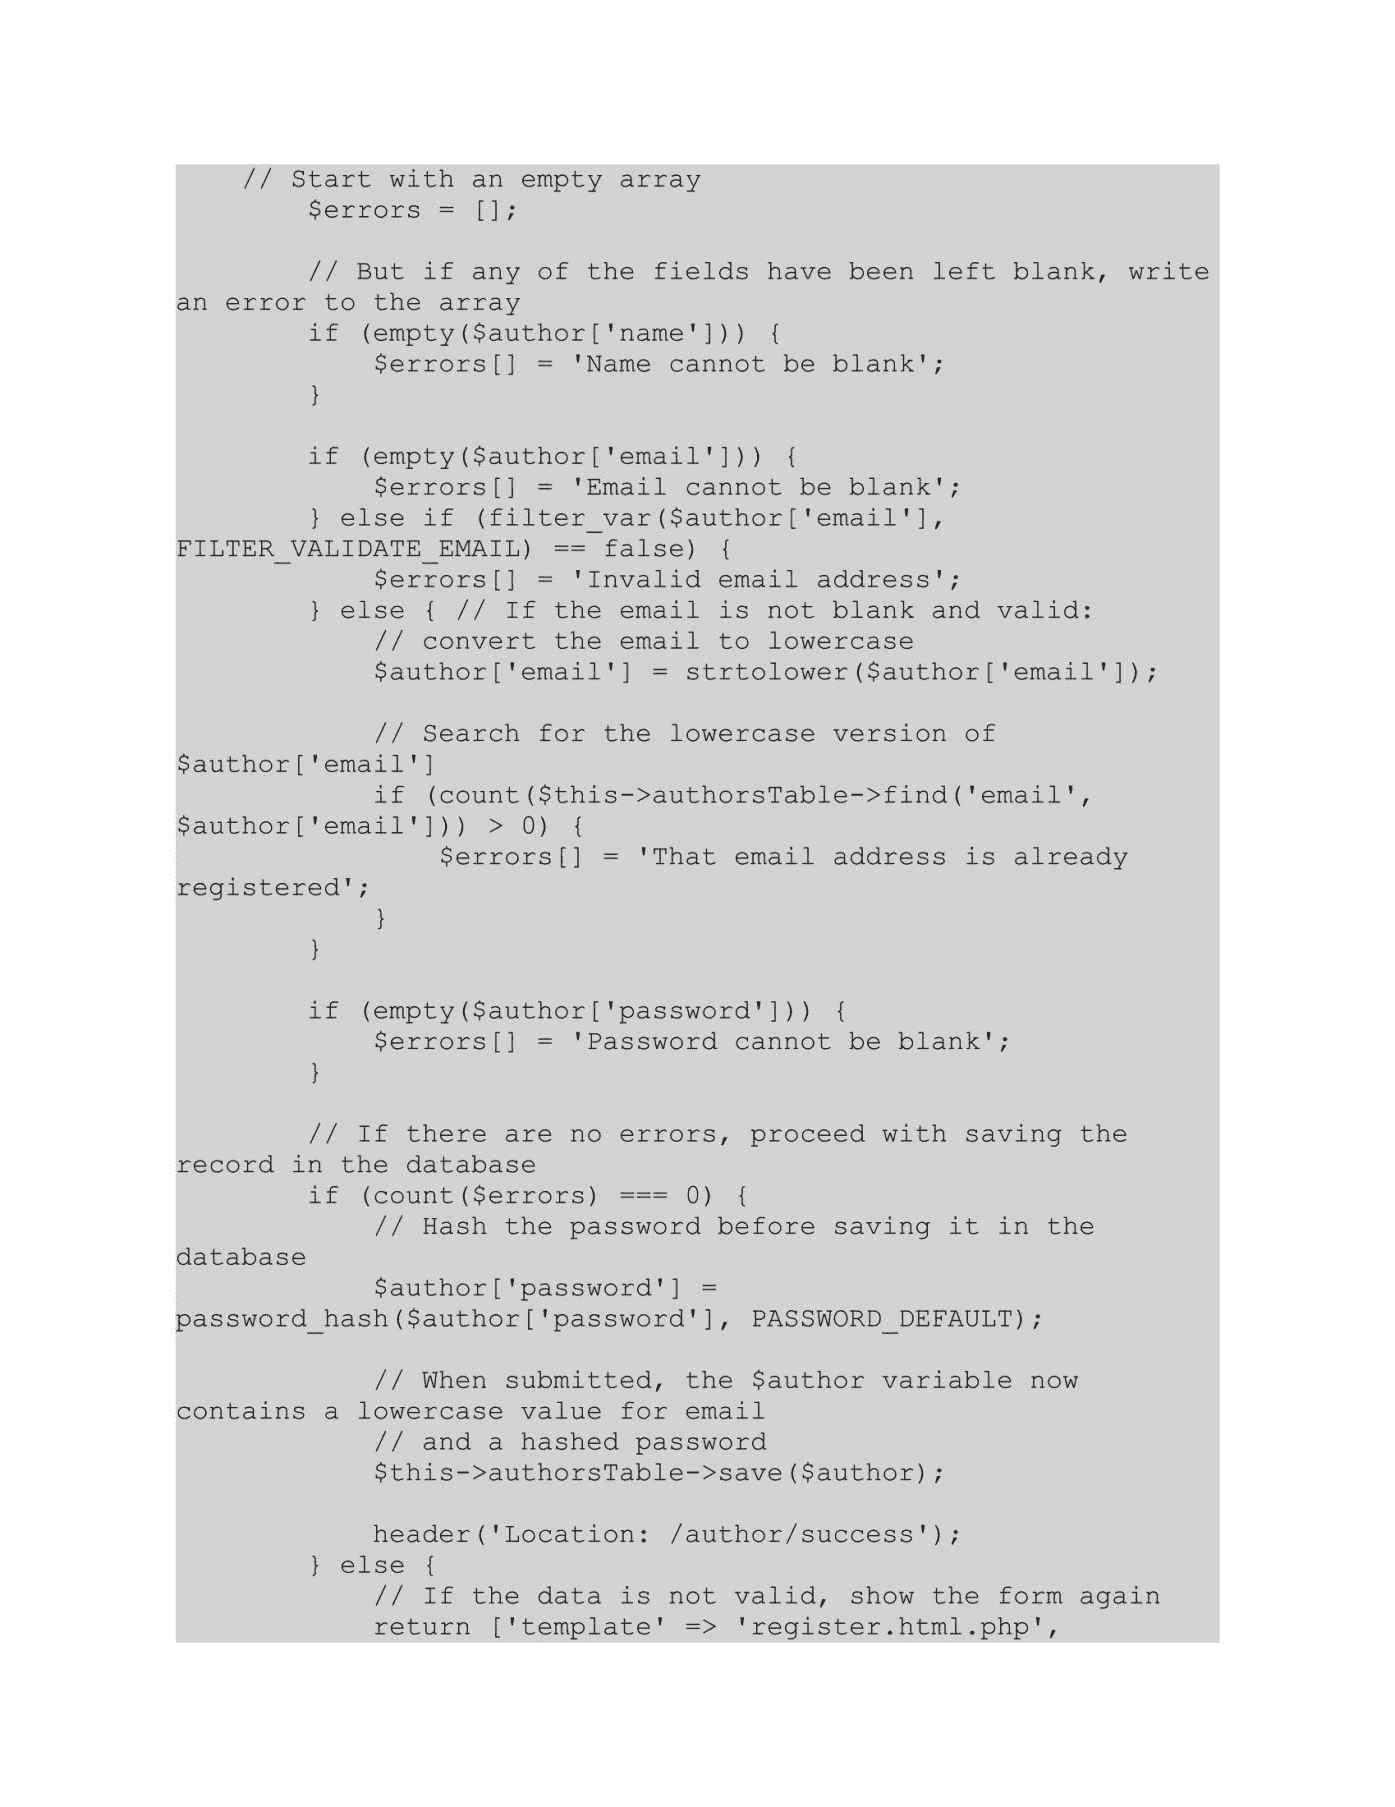 // Start with an empty array
$errors = [];
// But if any of the fields have been left blank, write
an error to the array
if (empty($author['name'])) {
$errors[] = 'Name cannot be blank';
}
if (empty($author['email'])) {
$errors[] = 'Email cannot be blank';
} else if (filter_var($author['email'],
FILTER_VALIDATE_EMAIL) == false) {
$errors[] = 'Invalid email address';
} else { // If the email is not blank and valid:
// convert the email to lowercase
$author['email'] = strtolower($author['email']);
// Search for the lowercase version of
$author['email']
if (count($this->authorsTable->find('email',
$author['email'])) > 0) {
$errors[] = 'That email address is already
registered';
}
}
if (empty($author['password'])) {
$errors[] = 'Password cannot be blank';
}
// If there are no errors, proceed with saving the
record in the database
if (count($errors) === 0) {
// Hash the password before saving it in the
database
$author['password'] =
password_hash($author['password'], PASSWORD_DEFAULT);
// When submitted, the $author variable now
contains a lowercase value for email
// and a hashed password
$this->authorsTable->save($author);
header('Location: /author/success');
} else {
// If the data is not valid, show the form again
return ['template' => 'register.html.php',